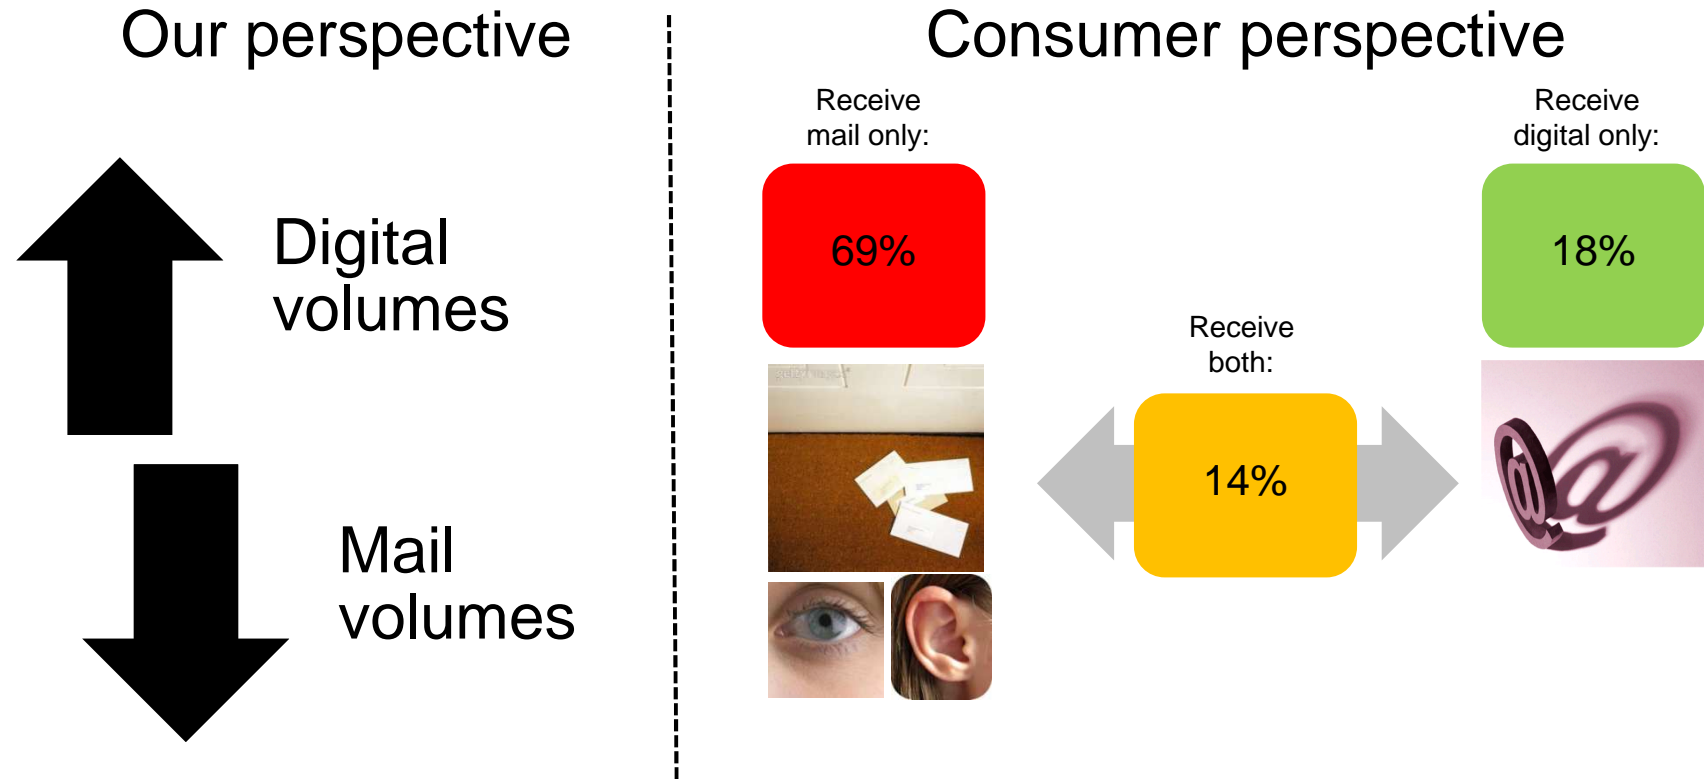 Our perspective
Consumer perspective
Digital
volumes
Mail
volumes
Receive
mail only:
69%
Receive
both:
14%
Receive
digital only:
18%